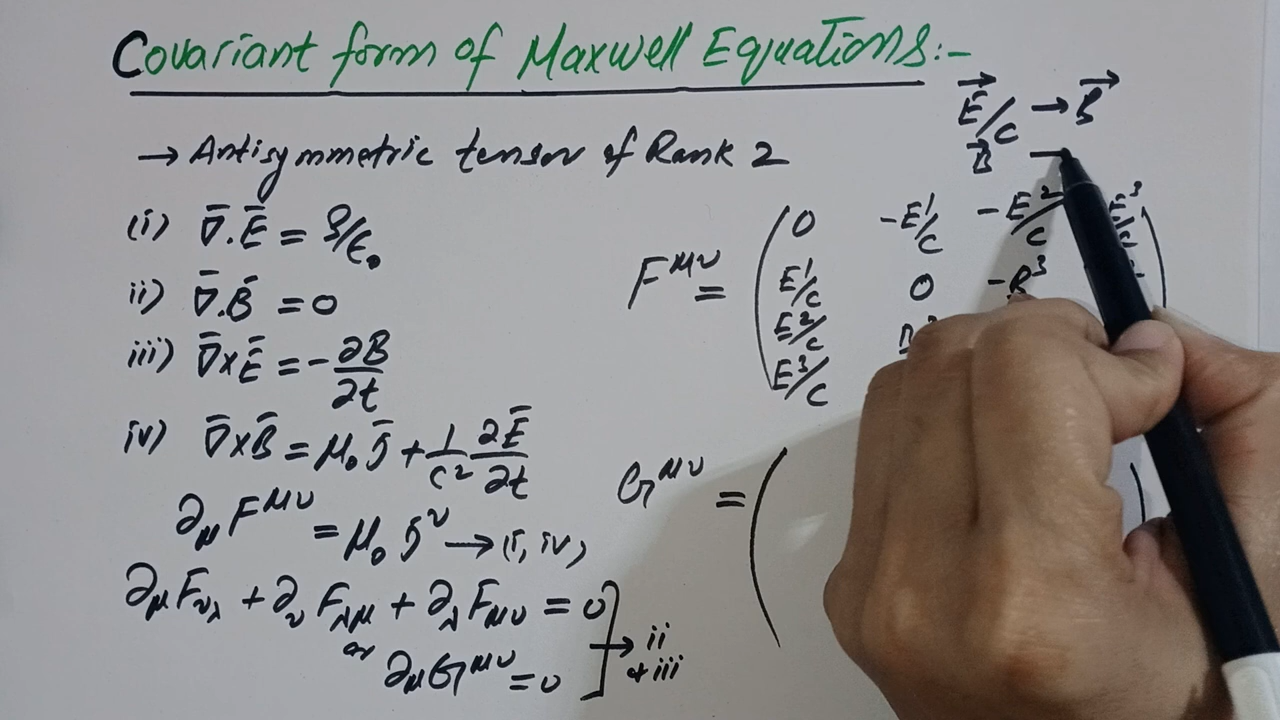 Covariant form of Maxwell Equations:-
→ Antisymmetric tensor of Rank 2
E⃗/c → B⃗
B⃗ →
(i) ∇̄.Ē = ρ/ε₀
ii) ∇̄.B̄ = 0
iii) ∇̄×Ē = -∂B/∂t
iv) ∇̄×B̄ = μ₀J̄ + 1/c² ∂Ē/∂t
∂μF^μν = μ₀J^ν → (i, iv)
∂μFνλ + ∂νFλμ + ∂λFμν = 0
or ∂μG^μν = 0
→ ii + iii
F^μν =
0 -E¹/c -E²/c E³/c
E¹/c 0 -B³
E²/c
E³/c
G^μν = (